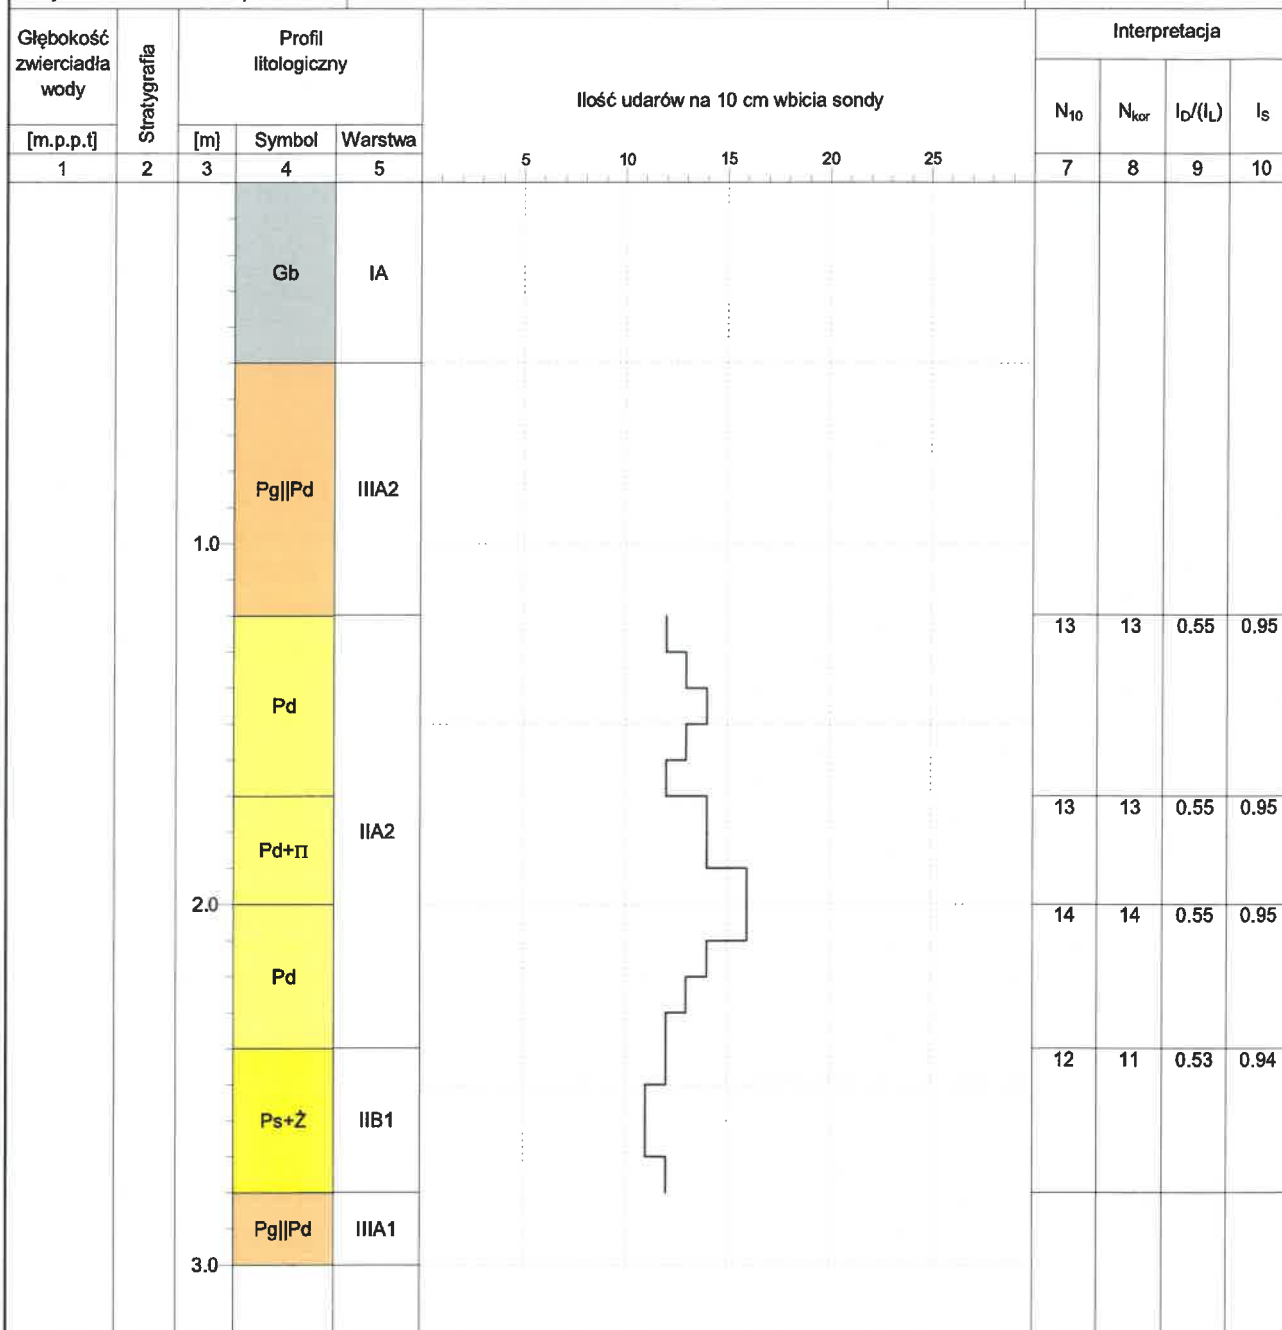 Głębokość zwierciadła wody
Stratygrafia
Profil litologiczny
Ilość udarów na 10 cm wbicia sondy
Interpretacja
[m.p.p.t]
[m] Symbol Warstwa
N10 Nkor ID/(IL) IS
5 10 15 20 25
1 2 3 4 5 7 8 9 10
Gb IA
Pg||Pd IIIA2
1.0
13 13 0.55 0.95
Pd
13 13 0.55 0.95
IIA2
Pd+Π
2.0
14 14 0.55 0.95
Pd
12 11 0.53 0.94
Ps+Ż IIB1
Pg||Pd IIIA1
3.0